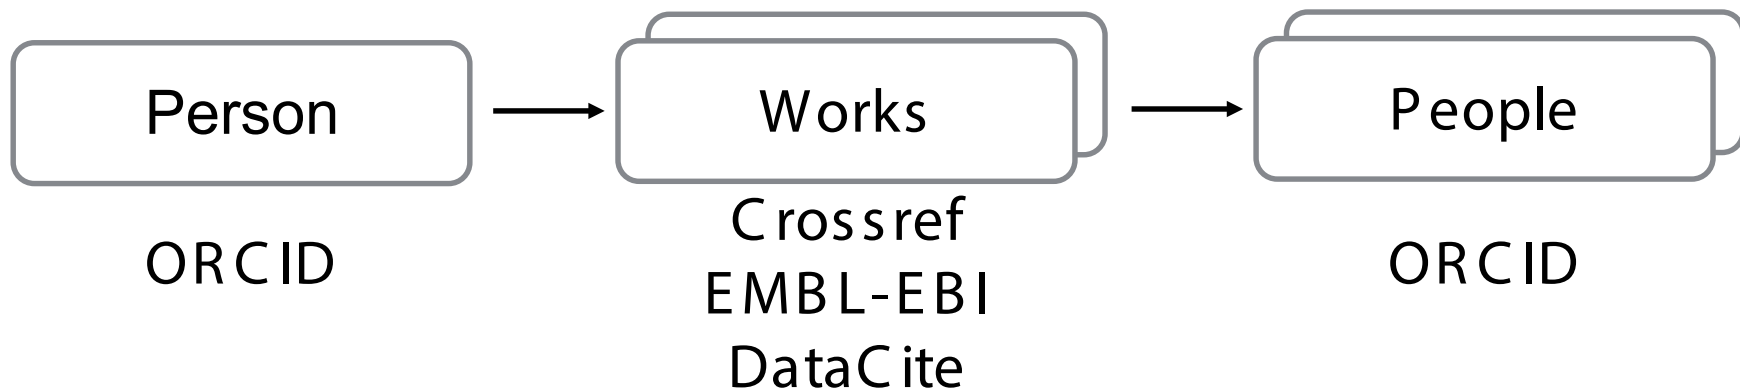 Person
Works
People
ORCID
Crossref
EMBL-EBI
DataCite
ORCID